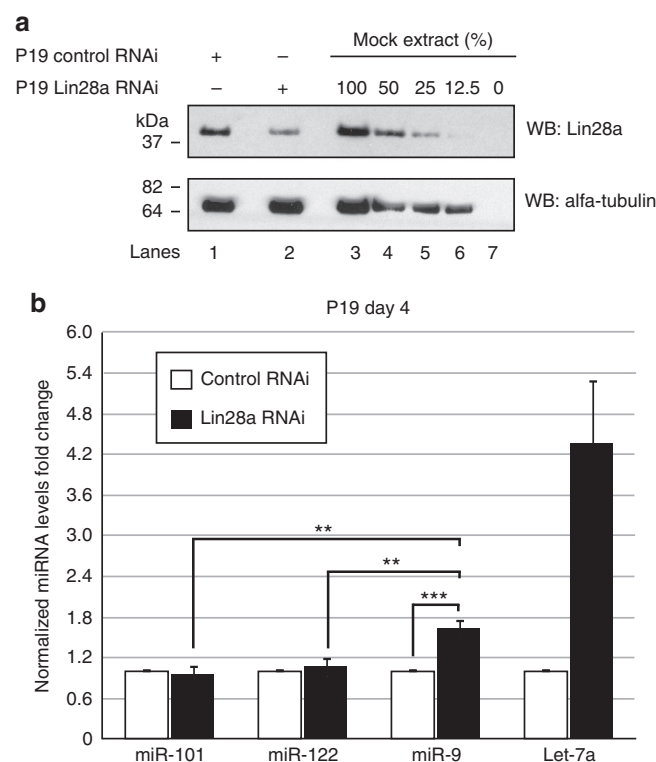 a
Mock extract (%)
P19 control RNAi + –
P19 Lin28a RNAi – + 100 50 25 12.5 0
kDa
37 –
WB: Lin28a
82 –
64 –
WB: alfa-tubulin
Lanes 1 2 3 4 5 6 7
b
P19 day 4
Normalized miRNA levels fold change
6.0
5.4
4.8
4.2
3.6
3.0
2.4
1.8
1.2
0.6
0
Control RNAi
Lin28a RNAi
**
**
***
miR-101 miR-122 miR-9 Let-7a